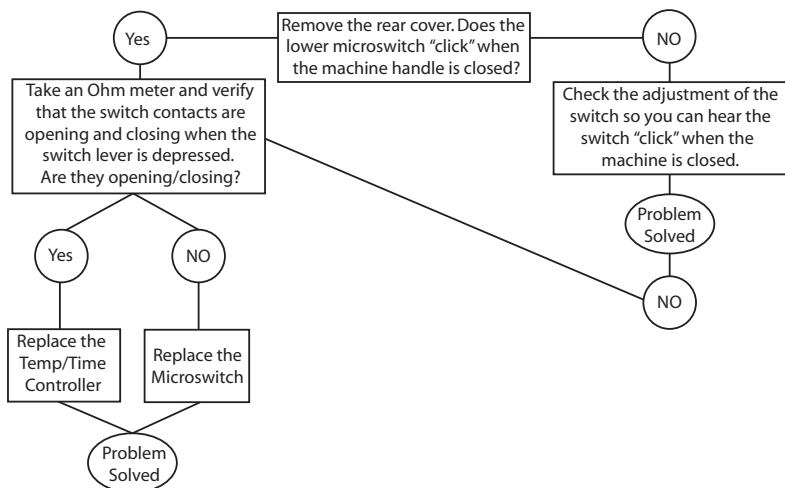 Remove the rear cover. Does the
lower microswitch “click” when
the machine handle is closed?
Yes
NO
Take an Ohm meter and verify
that the switch contacts are
opening and closing when the
switch lever is depressed.
Are they opening/closing?
Check the adjustment of the
switch so you can hear the
switch “click” when the
machine is closed.
Problem
Solved
NO
Yes
NO
Replace the
Temp/Time
Controller
Replace the
Microswitch
Problem
Solved